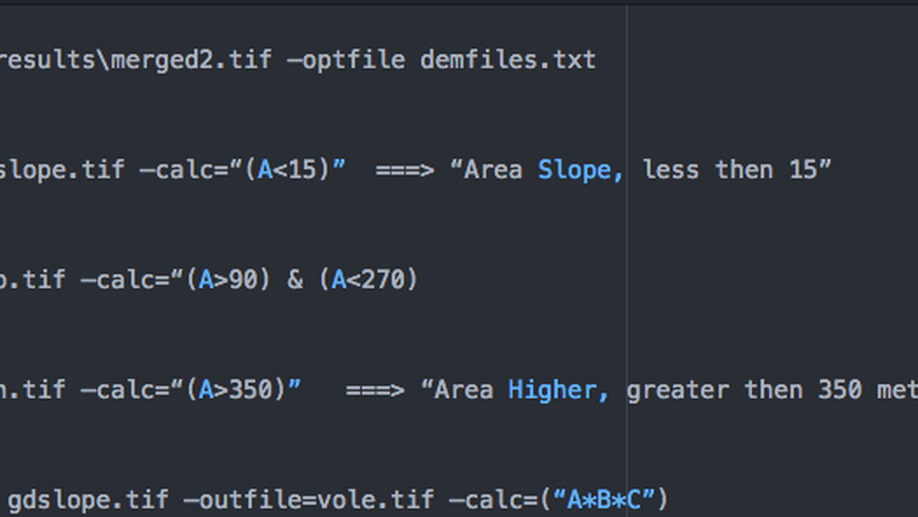 results\merged2.tif –optfile demfiles.txt
slope.tif –calc=“(A<15)” ===> “Area Slope, less then 15”
.tif –calc=“(A>90) & (A<270)
.tif –calc=“(A>350)” ===> “Area Higher, greater then 350 met
gdslope.tif –outfile=vole.tif –calc=(“A*B*C”)